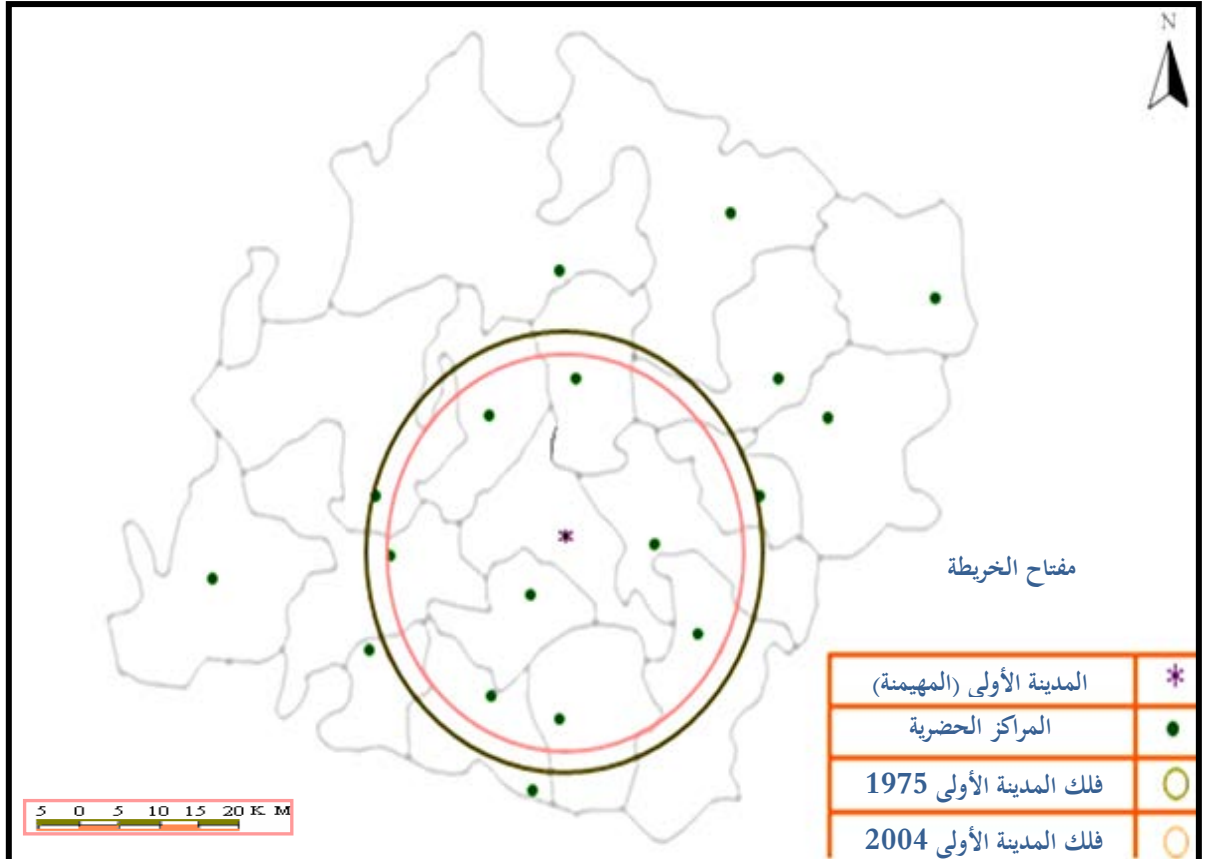 N
مفتاح الخريطة
المدينة الأولى (المهيمنة)
المراكز الحضرية
فلك المدينة الأولى 1975
فلك المدينة الأولى 2004
5 0 5 10 15 20 K M